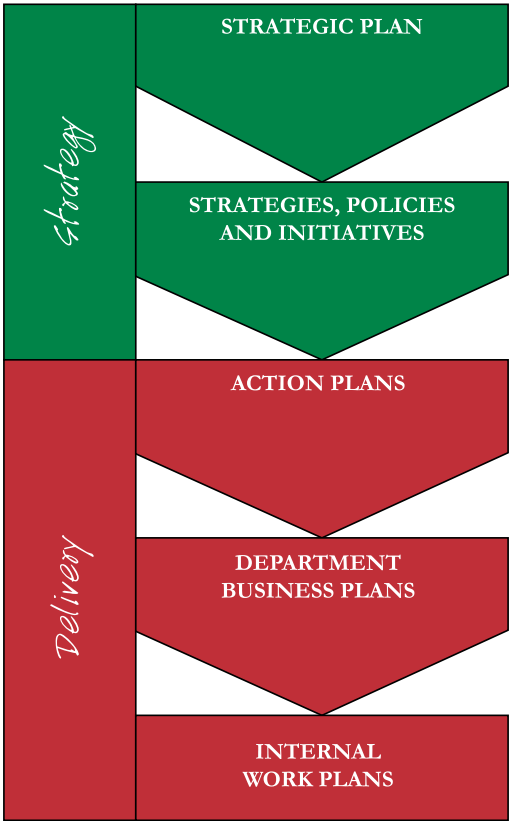 Strategy
STRATEGIC PLAN
STRATEGIES, POLICIES
AND INITIATIVES
Delivery
ACTION PLANS
DEPARTMENT
BUSINESS PLANS
INTERNAL
WORK PLANS